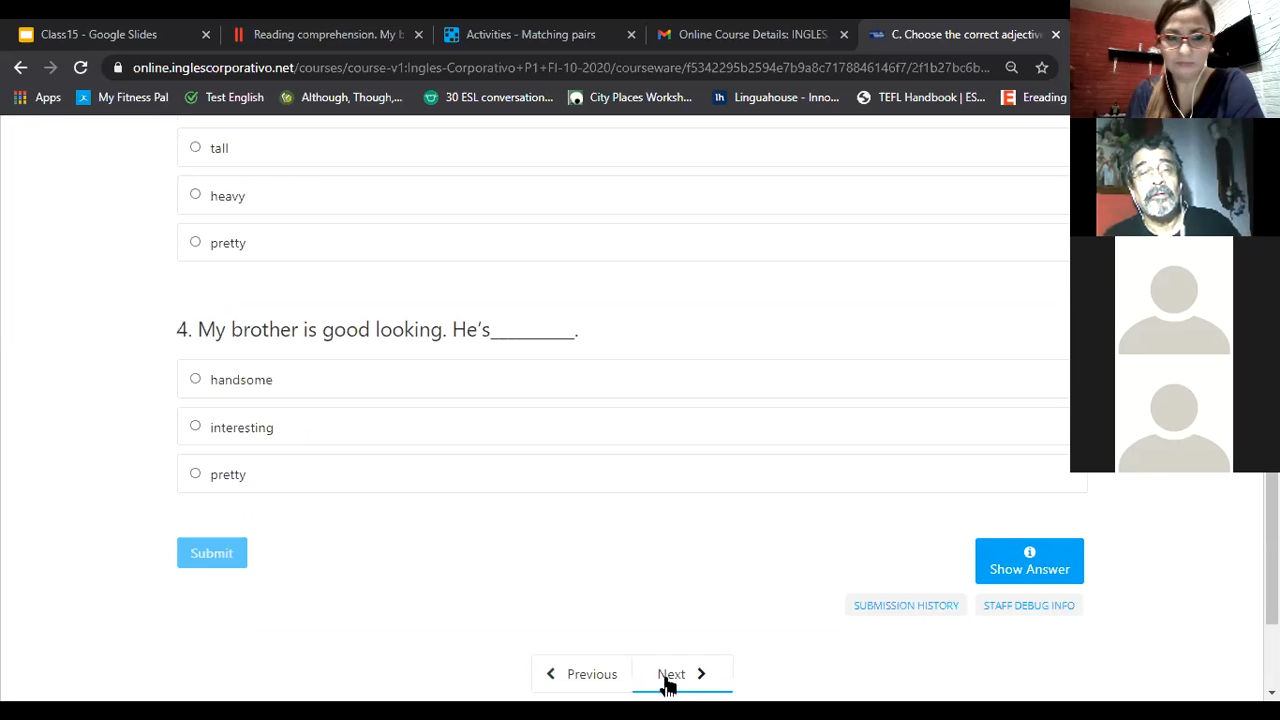 Class15 - Google Slides
Reading comprehension. My b
Activities - Matching pairs
Online Course Details: INGLES.
C. Choose the correct adjective
online.inglescorporativo.net/courses/course-v1:Ingles-Corporativo+P1+FI-10.2020/courseware/f5342295b2594e7b9a8c7178846146f7/2f1b27bc6b...
Apps
My Fitness Pal
Test English
Although, Though,...
30 ESL conversation...
City Places Worksh...
Linguahouse - Inno...
TEFL Handbook | ES...
Ereading
tall
heavy
pretty
4. My brother is good looking. He's_________.
handsome
interesting
pretty
Submit
Show Answer
SUBMISSION HISTORY
STAFF DEBUG INFO
Previous
Next